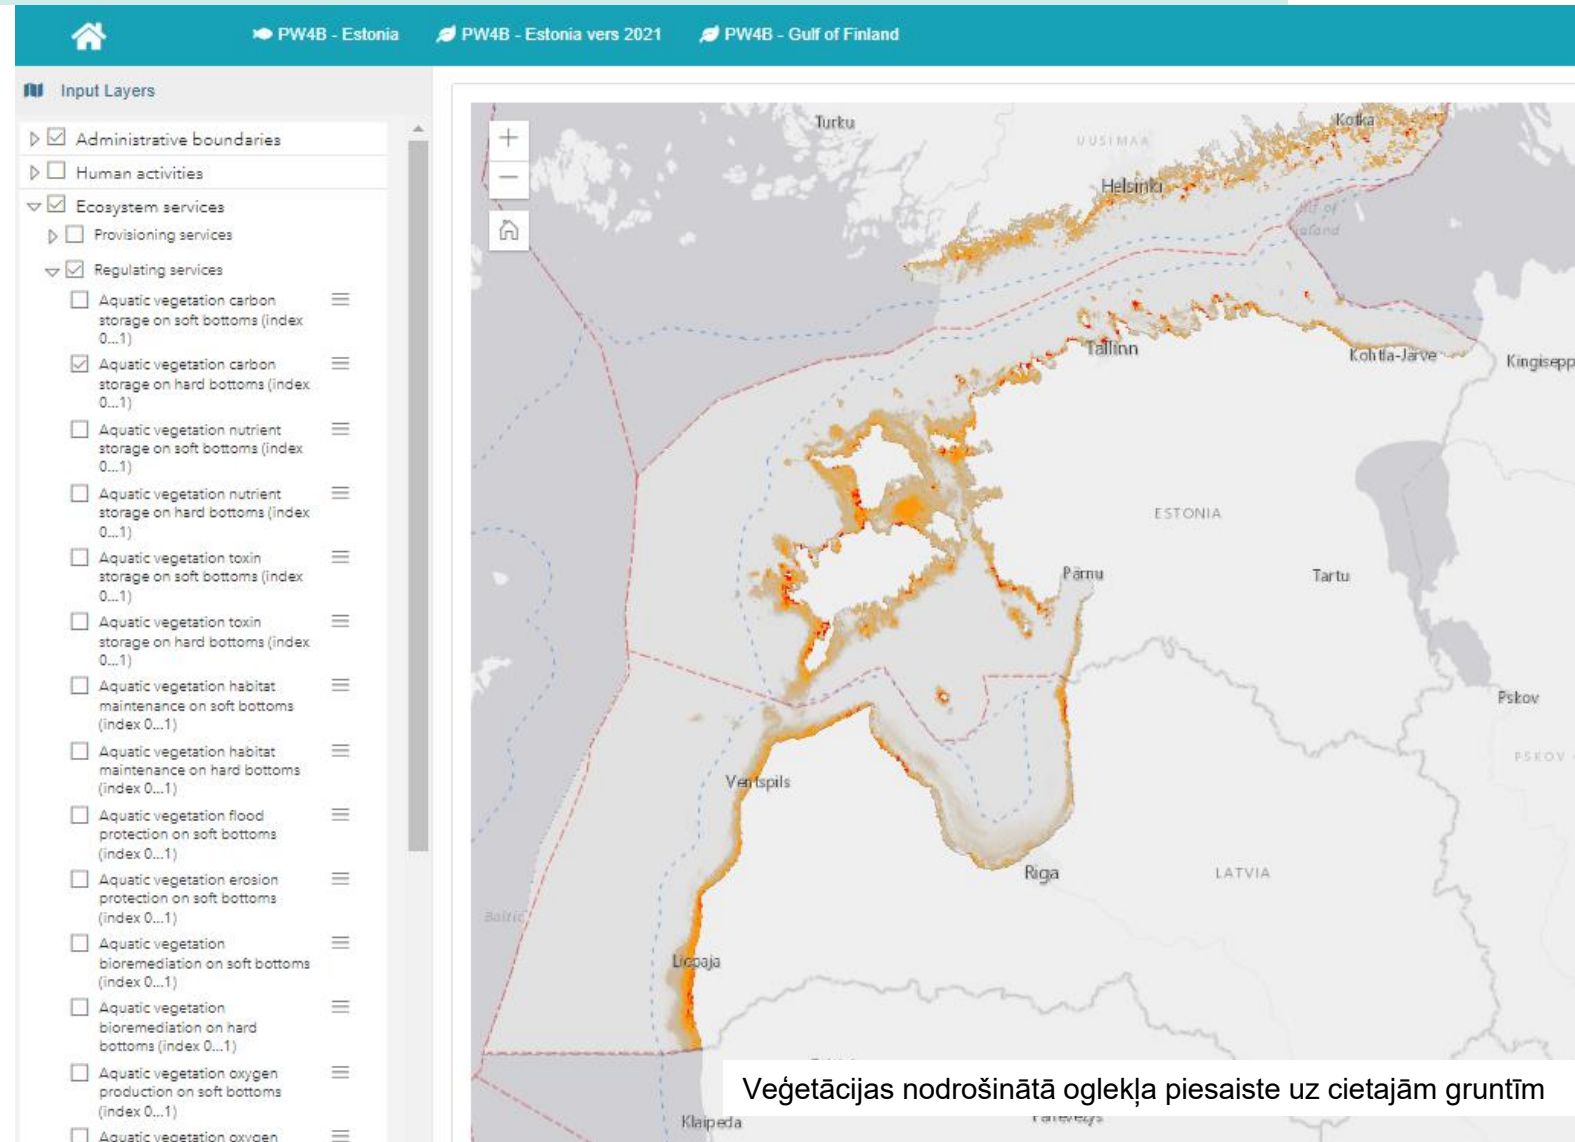 PW4B - Estonia
PW4B - Estonia vers 2021
PW4B - Gulf of Finland
Input Layers
Administrative boundaries
Human activities
Ecosystem services
Provisioning services
Regulating services
Aquatic vegetation carbon
storage on soft bottoms (index
0...1)
Aquatic vegetation carbon
storage on hard bottoms (index
0...1)
Aquatic vegetation nutrient
storage on soft bottoms (index
0...1)
Aquatic vegetation nutrient
storage on hard bottoms (index
0...1)
Aquatic vegetation toxin
storage on soft bottoms (index
0...1)
Aquatic vegetation toxin
storage on hard bottoms (index
0...1)
Aquatic vegetation habitat
maintenance on soft bottoms
(index 0...1)
Aquatic vegetation habitat
maintenance on hard bottoms
(index 0...1)
Aquatic vegetation flood
protection on soft bottoms
(index 0...1)
Aquatic vegetation erosion
protection on soft bottoms
(index 0...1)
Aquatic vegetation
bioremediation on soft bottoms
(index 0...1)
Aquatic vegetation
bioremediation on hard
bottoms (index 0...1)
Aquatic vegetation oxygen
production on soft bottoms
(index 0...1)
Aquatic vegetation oxygen
Turku
UUSIMAA
Kotka
Helsinki
Gulf of
Finland
Tallinn
Kohtla-Järve
Kingisepp
ESTONIA
Pärnu
Tartu
Pskov
PSKOV
Ventspils
Riga
LATVIA
Baltic
Liepaja
Veģetācijas nodrošinātā oglekļa piesaiste uz cietajām gruntīm
Klaipeda